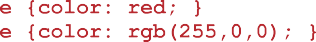 e {color: red; }
e {color: rgb(255,0,0); }